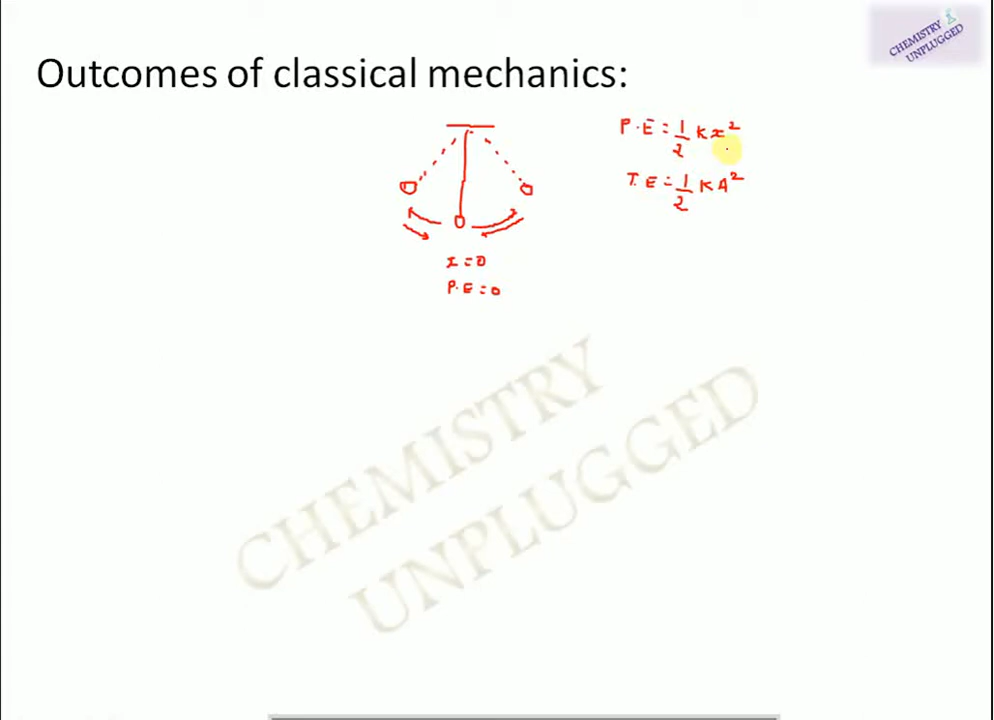 CHEMISTRY
UNPLUGGED
Outcomes of classical mechanics:
P.E = 1/2 Kx²
T.E = 1/2 KA²
x = 0
P.E = 0
CHEMISTRY
UNPLUGGED